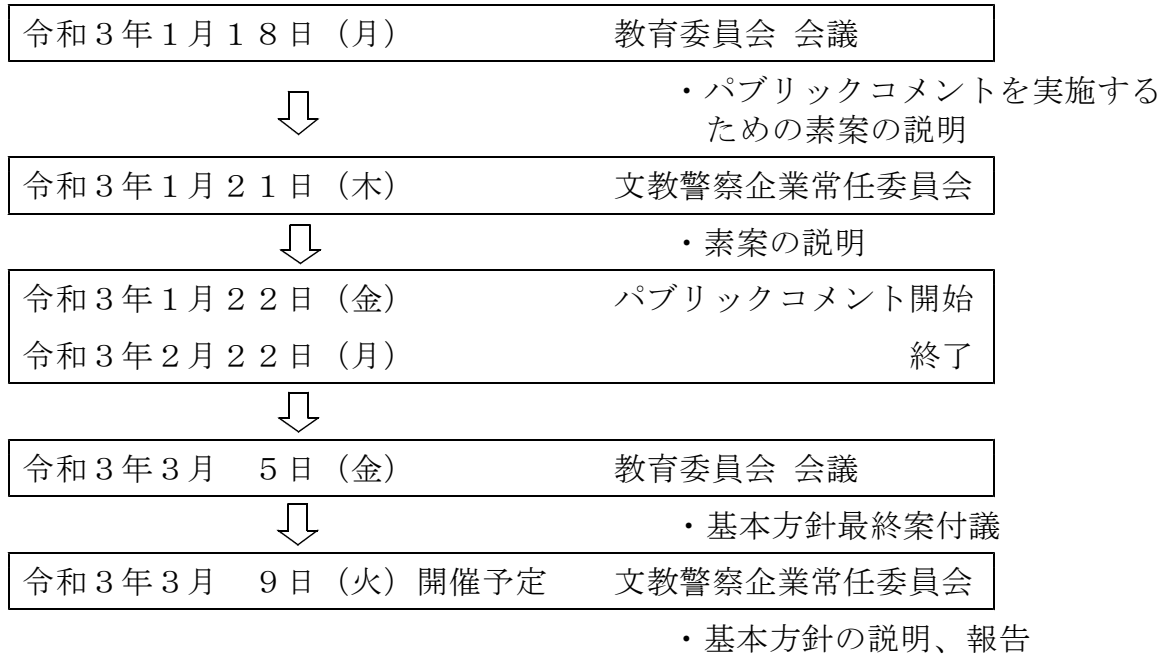 令和３年１月１８日（月）　教育委員会 会議
・パブリックコメントを実施する
ための素案の説明
令和３年１月２１日（木）　文教警察企業常任委員会
・素案の説明
令和３年１月２２日（金）　パブリックコメント開始
令和３年２月２２日（月）　終了
令和３年３月　５日（金）　教育委員会 会議
・基本方針最終案付議
令和３年３月　９日（火）開催予定　文教警察企業常任委員会
・基本方針の説明、報告